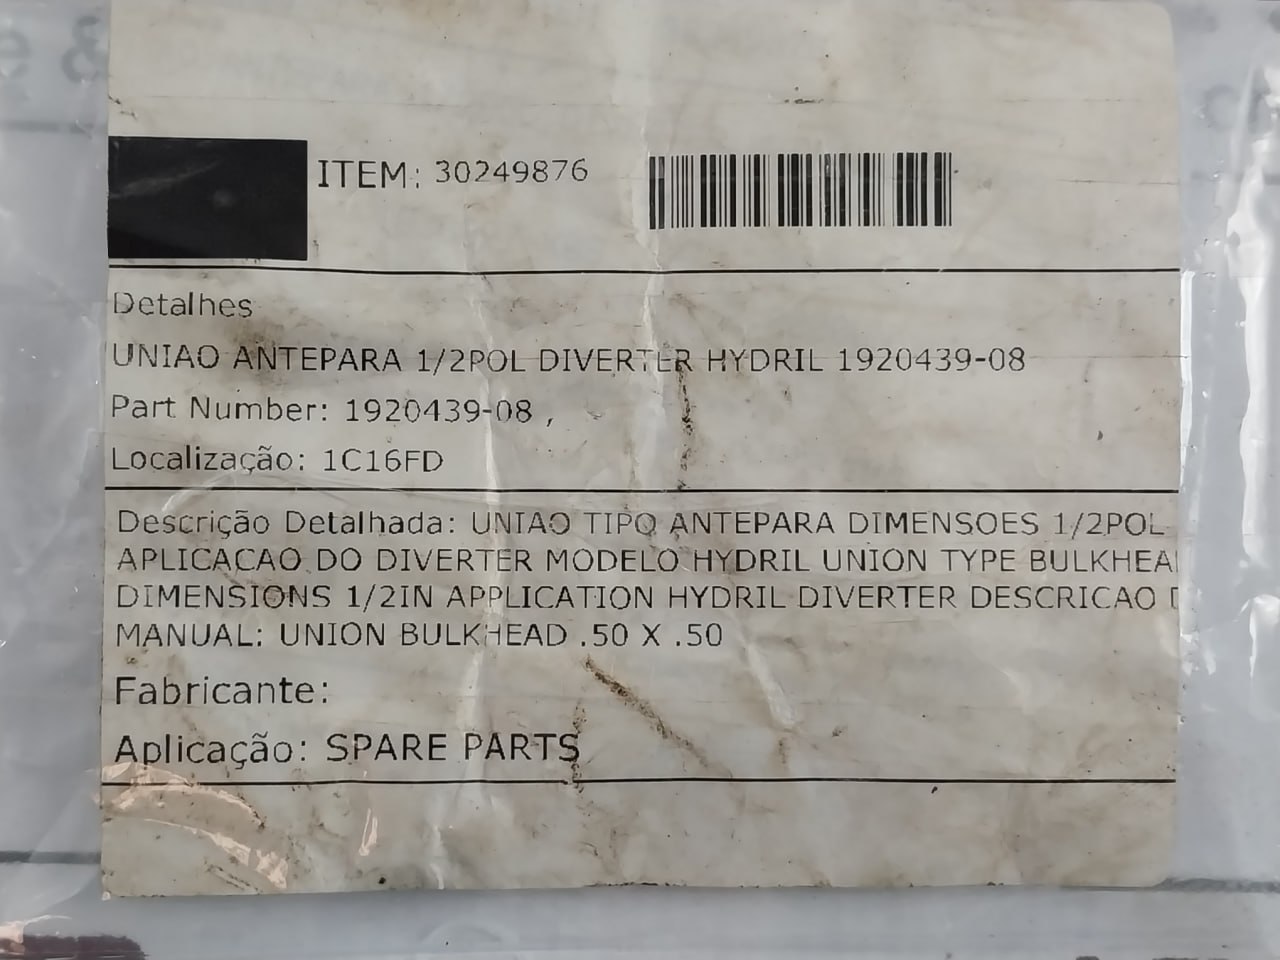 ITEM: 30249876
Detalhes
UNIAO ANTEPARA 1/2POL DIVERTER HYDRIL 1920439-08
Part Number: 1920439-08 ,
Localização: 1C16FD
Descrição Detalhada: UNIAO TIPO ANTEPARA DIMENSOES 1/2POL
APLICACAO DO DIVERTER MODELO HYDRIL UNION TYPE BULKHEA
DIMENSIONS 1/2IN APPLICATION HYDRIL DIVERTER DESCRICAO
MANUAL: UNION BULKHEAD .50 X .50
Fabricante:
Aplicação: SPARE PARTS